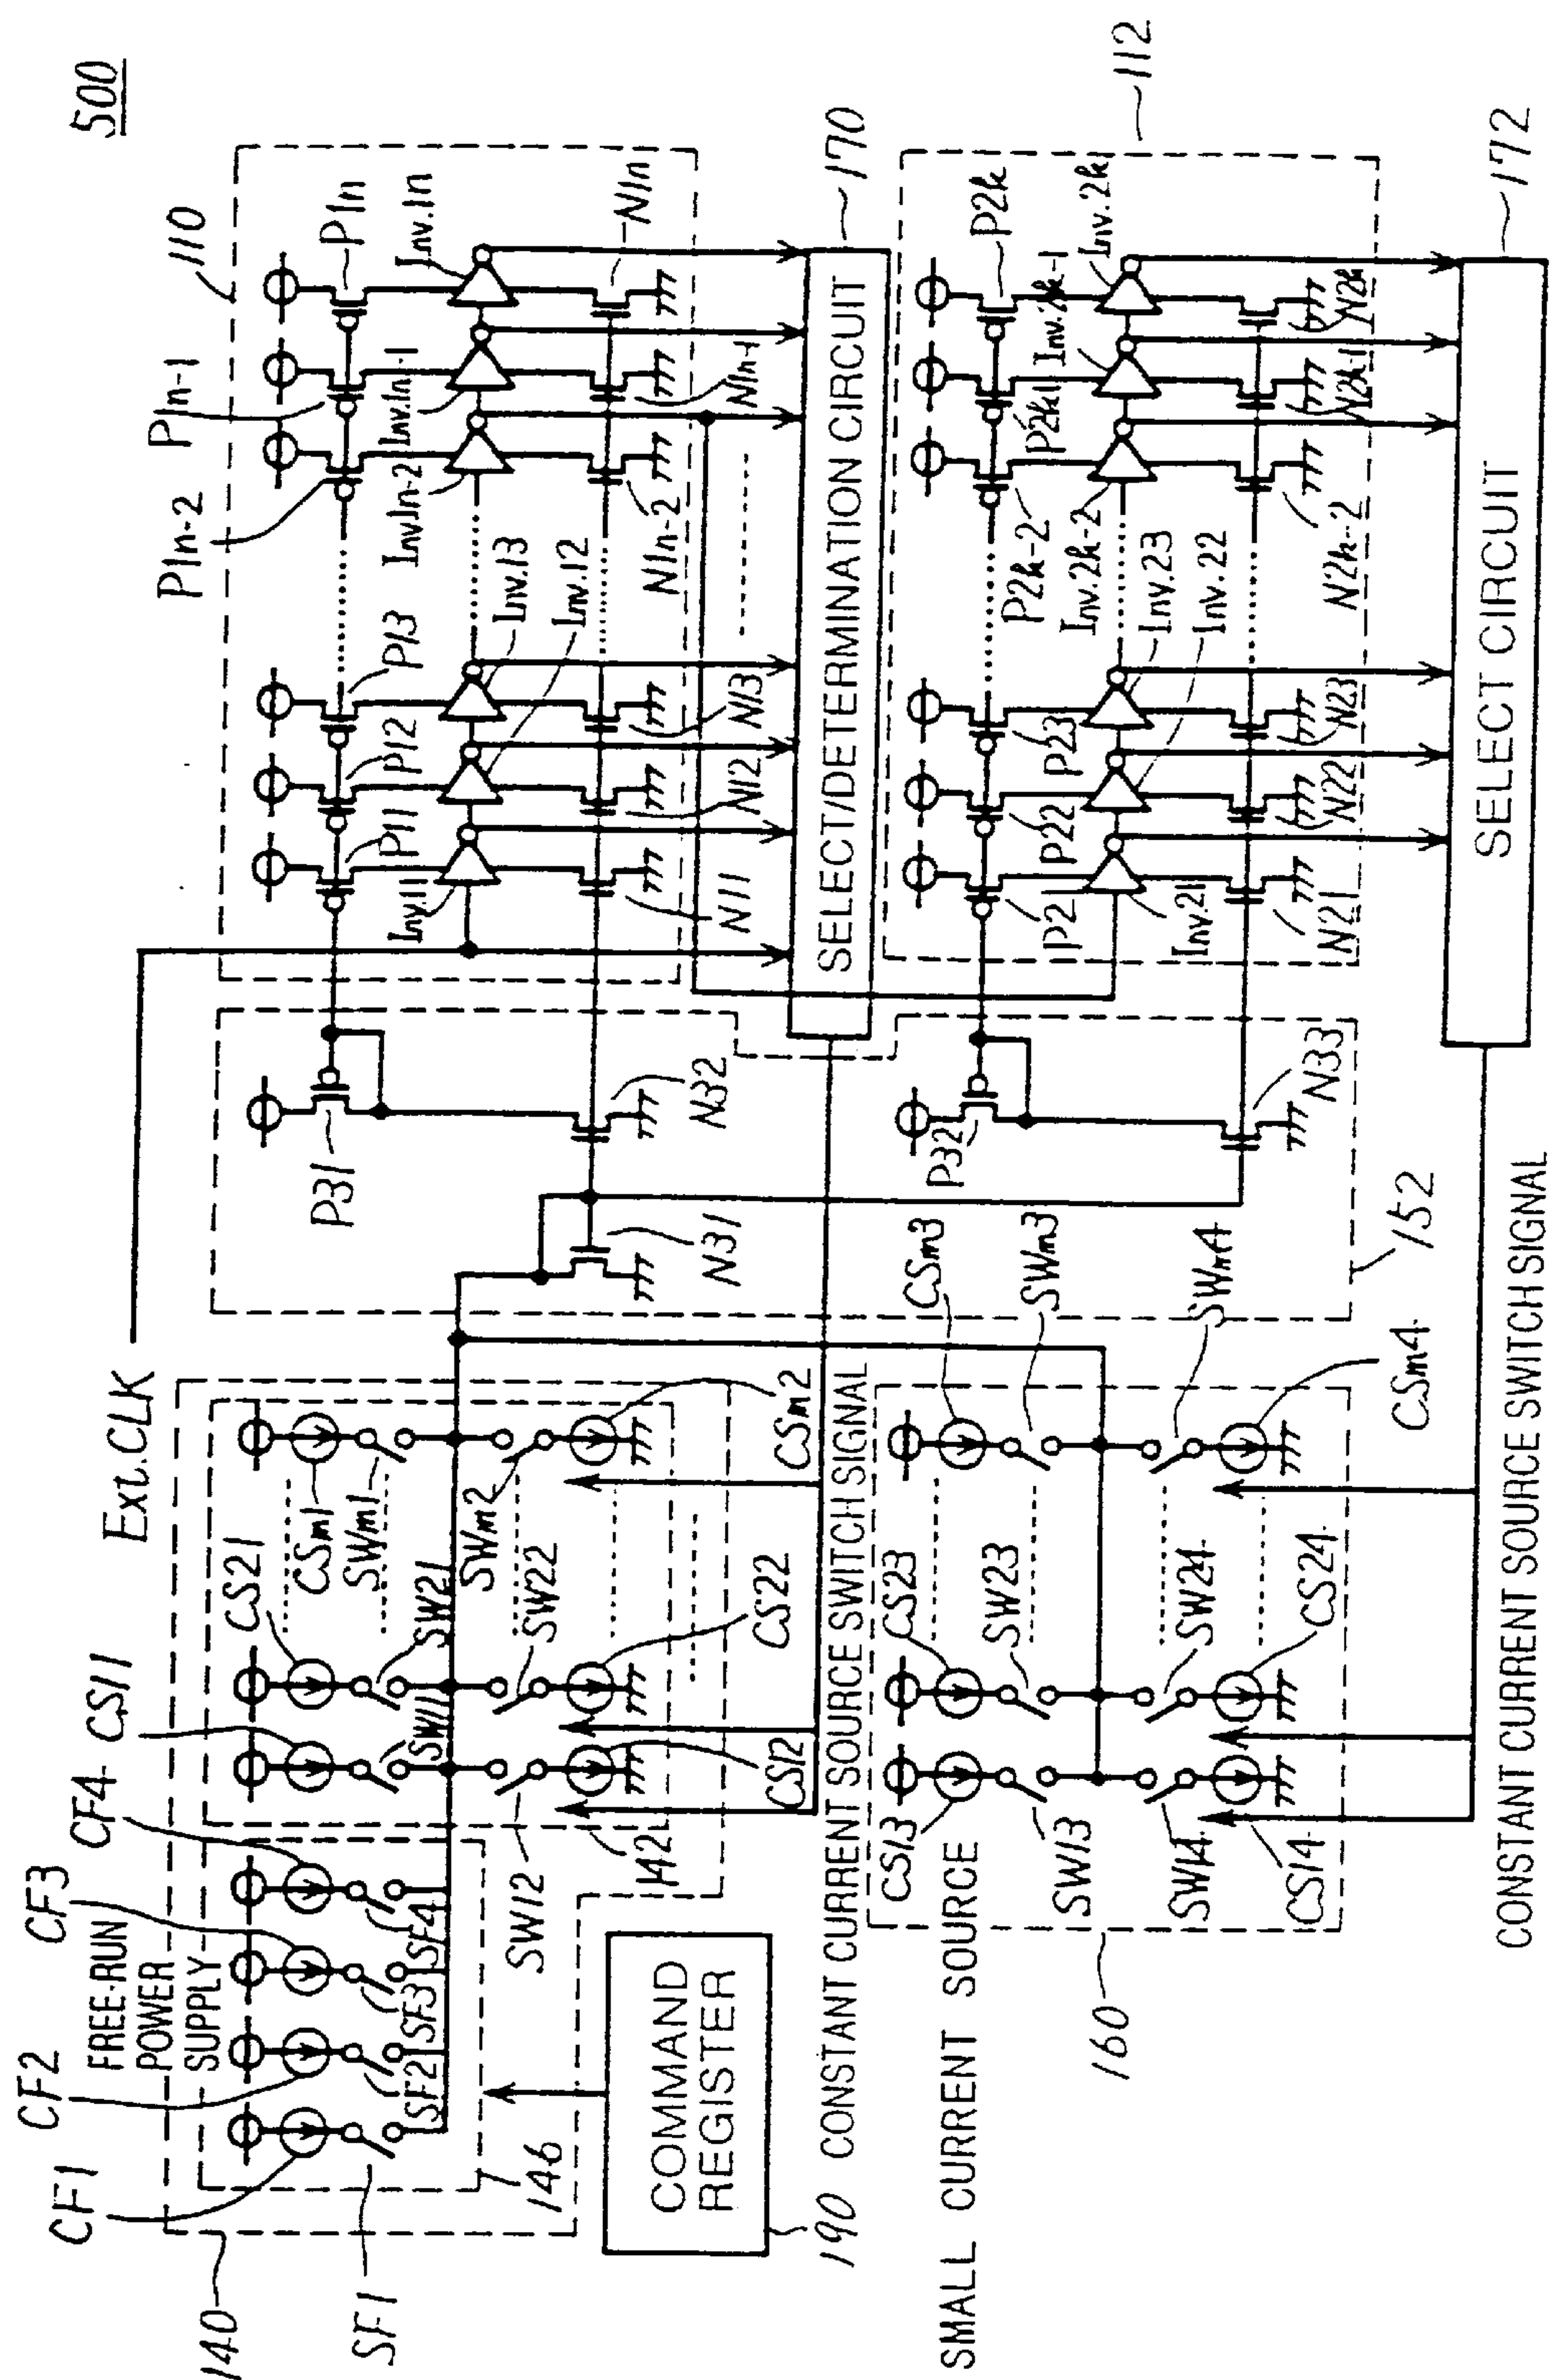 500
110
P1n-2
P1n-1
P1n
P11
P12
P13
Inv.11
Inv.12
Inv.13
Inv1n-2
Inv.1n-1
Inv.1n
N11
N12
N13
N1n-2
N1n-1
N1n
SELECT/DETERMINATION CIRCUIT
170
112
P21
P22
P23
P2k-2
P2k1
P2k
Inv.21
Inv.22
Inv.23
Inv.2k-2
Inv.2k-1
Inv.2k
N21
N22
N23
N2k-2
N2k1
N2k
SELECT CIRCUIT
172
Ext.CLK
P31
N31
N32
P32
N33
152
140
CF1
CF2
CF3
CF4
FREE-RUN
POWER
SUPPLY
SF1
SF2
SF3
SF4
146
COMMAND
REGISTER
190
CS11
CS21
CSm1
SW11
SW21
SWm1
SW12
SW22
SWm2
CS12
CS22
CSm2
142
CONSTANT CURRENT SOURCE SWITCH SIGNAL
SMALL CURRENT SOURCE
CS13
CS23
CSm3
SW13
SW23
SWm3
SW14
SW24
SWm4
CS14
CS24
CSm4
160
CONSTANT CURRENT SOURCE SWITCH SIGNAL